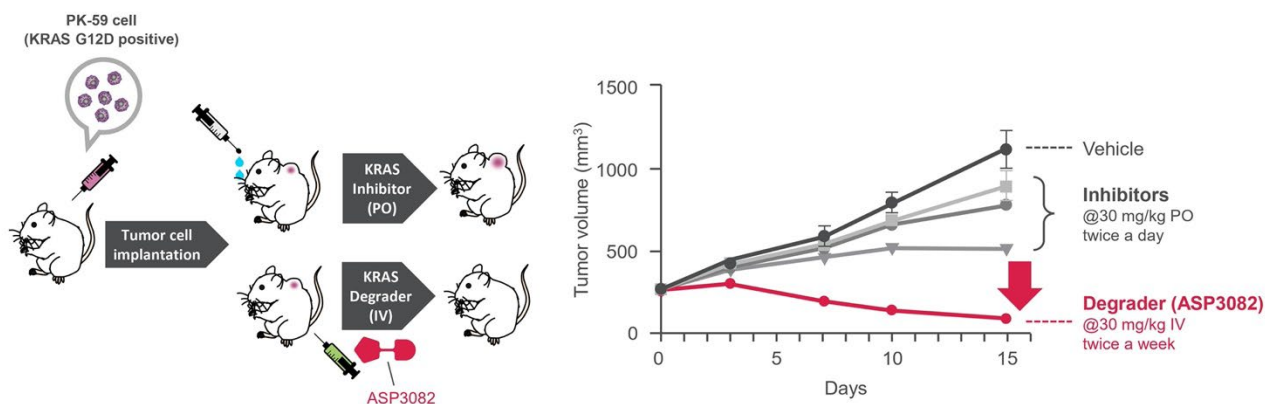 PK-59 cell
(KRAS G12D positive)
Tumor cell
implantation
KRAS
Inhibitor
(PO)
KRAS
Degrader
(IV)
ASP3082
Tumor volume (mm³)
1500
1000
500
0
0
5
10
15
Days
Vehicle
Inhibitors
@30 mg/kg PO
twice a day
Degrader (ASP3082)
@30 mg/kg IV
twice a week